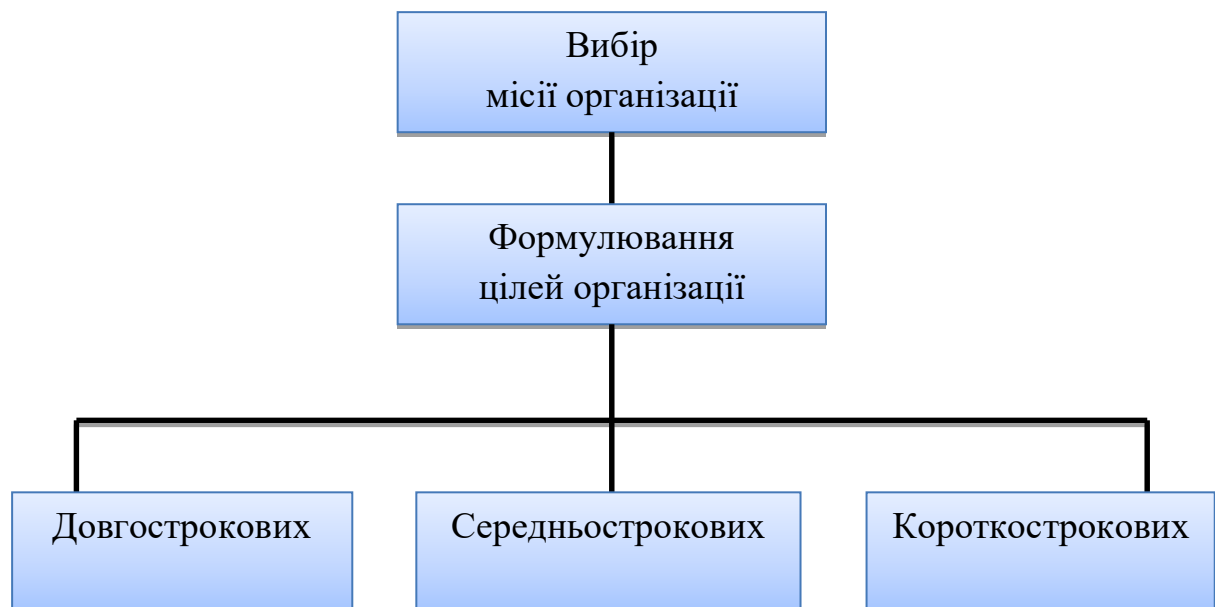 Вибір
місії організації
Формулювання
цілей організації
Довгострокових
Середньострокових
Короткострокових